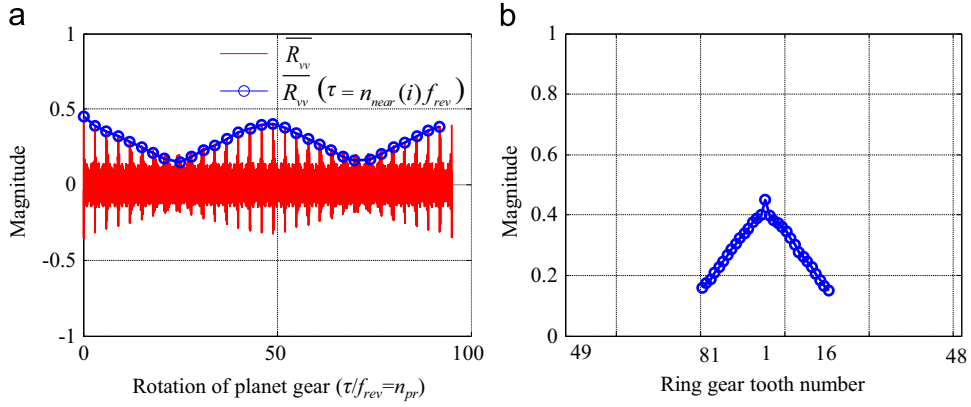 a
1
0.5
0
-0.5
-1
Magnitude
0
50
100
Rotation of planet gear (τ/f_rev=n_pr)
R_vv
R_vv (τ = n_near(i) f_rev)
b
1
0.8
0.6
0.4
0.2
0
Magnitude
49
81
1
16
48
Ring gear tooth number